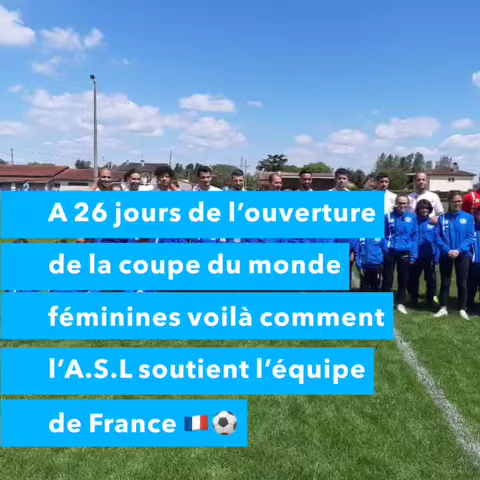 A 26 jours de l’ouverture
de la coupe du monde
féminines voilà comment
l’A.S.L soutient l’équipe
de France 🇫🇷⚽